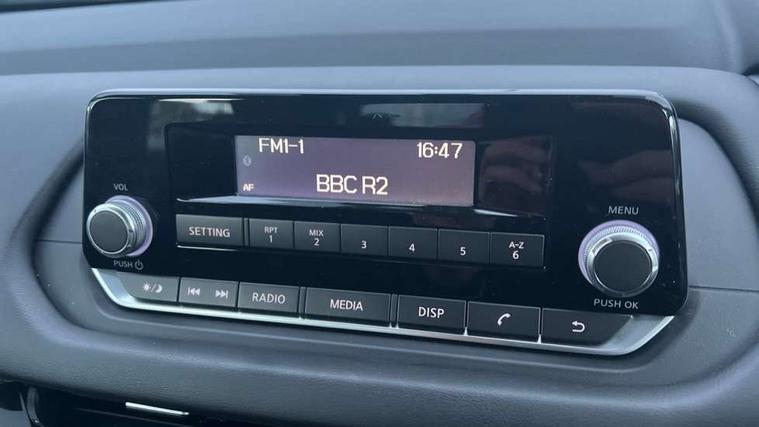 FM1-1 16:47
AF BBC R2
VOL
PUSH
SETTING RPT 1 MIX 2 3 4 5 A-Z 6
MENU
PUSH OK
RADIO MEDIA DISP